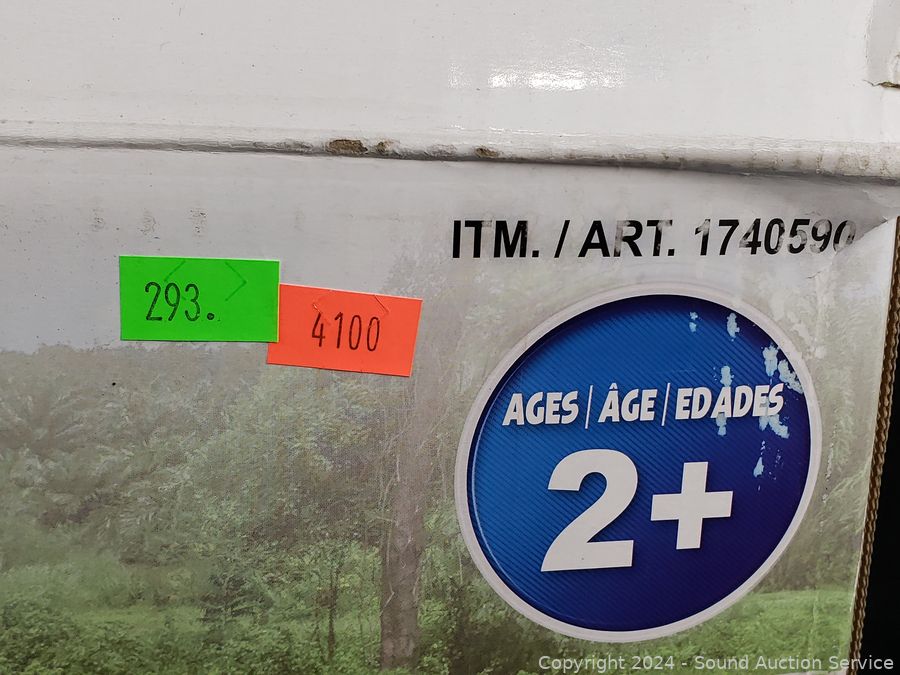 ITM. / ART. 1740590
293.
4100
AGES | ÂGE | EDADES
2+
Copyright 2024 - Sound Auction Service